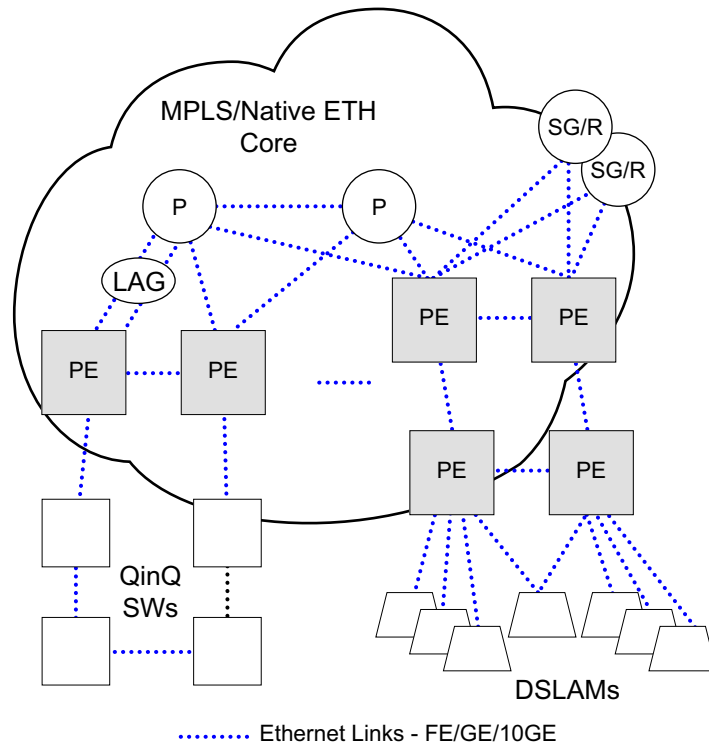 MPLS/Native ETH
Core
SG/R
SG/R
P
P
LAG
PE
PE
PE
PE
PE
PE
QinQ
SWs
DSLAMs
Ethernet Links - FE/GE/10GE